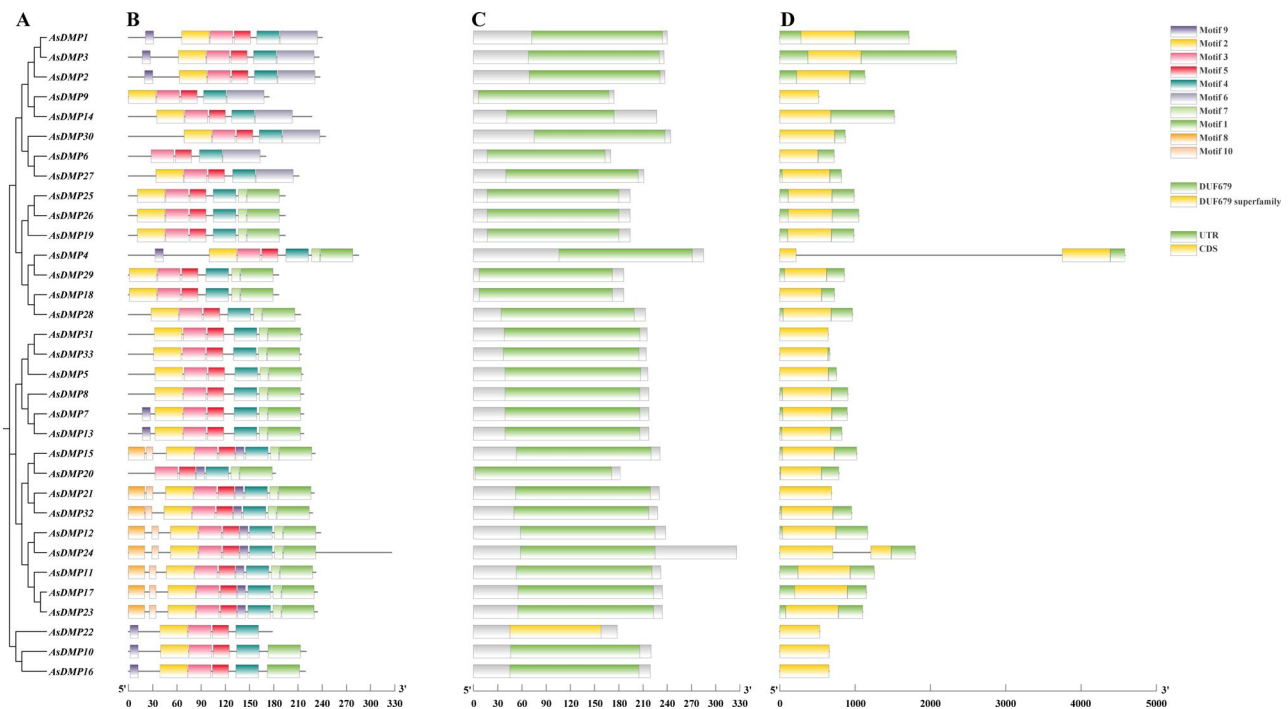 A B C D
AsDMP1
AsDMP3
AsDMP2
AsDMP9
AsDMP14
AsDMP30
AsDMP6
AsDMP27
AsDMP25
AsDMP26
AsDMP19
AsDMP4
AsDMP29
AsDMP18
AsDMP28
AsDMP31
AsDMP33
AsDMP5
AsDMP8
AsDMP7
AsDMP13
AsDMP15
AsDMP20
AsDMP21
AsDMP32
AsDMP12
AsDMP24
AsDMP11
AsDMP17
AsDMP23
AsDMP22
AsDMP10
AsDMP16
5' 3'
0 30 60 90 120 150 180 210 240 270 300 330
5' 3'
0 30 60 90 120 150 180 210 240 270 300 330
5' 3'
0 1000 2000 3000 4000 5000
Motif 9
Motif 2
Motif 3
Motif 5
Motif 4
Motif 6
Motif 7
Motif 1
Motif 8
Motif 10
DUF679
DUF679 superfamily
UTR
CDS